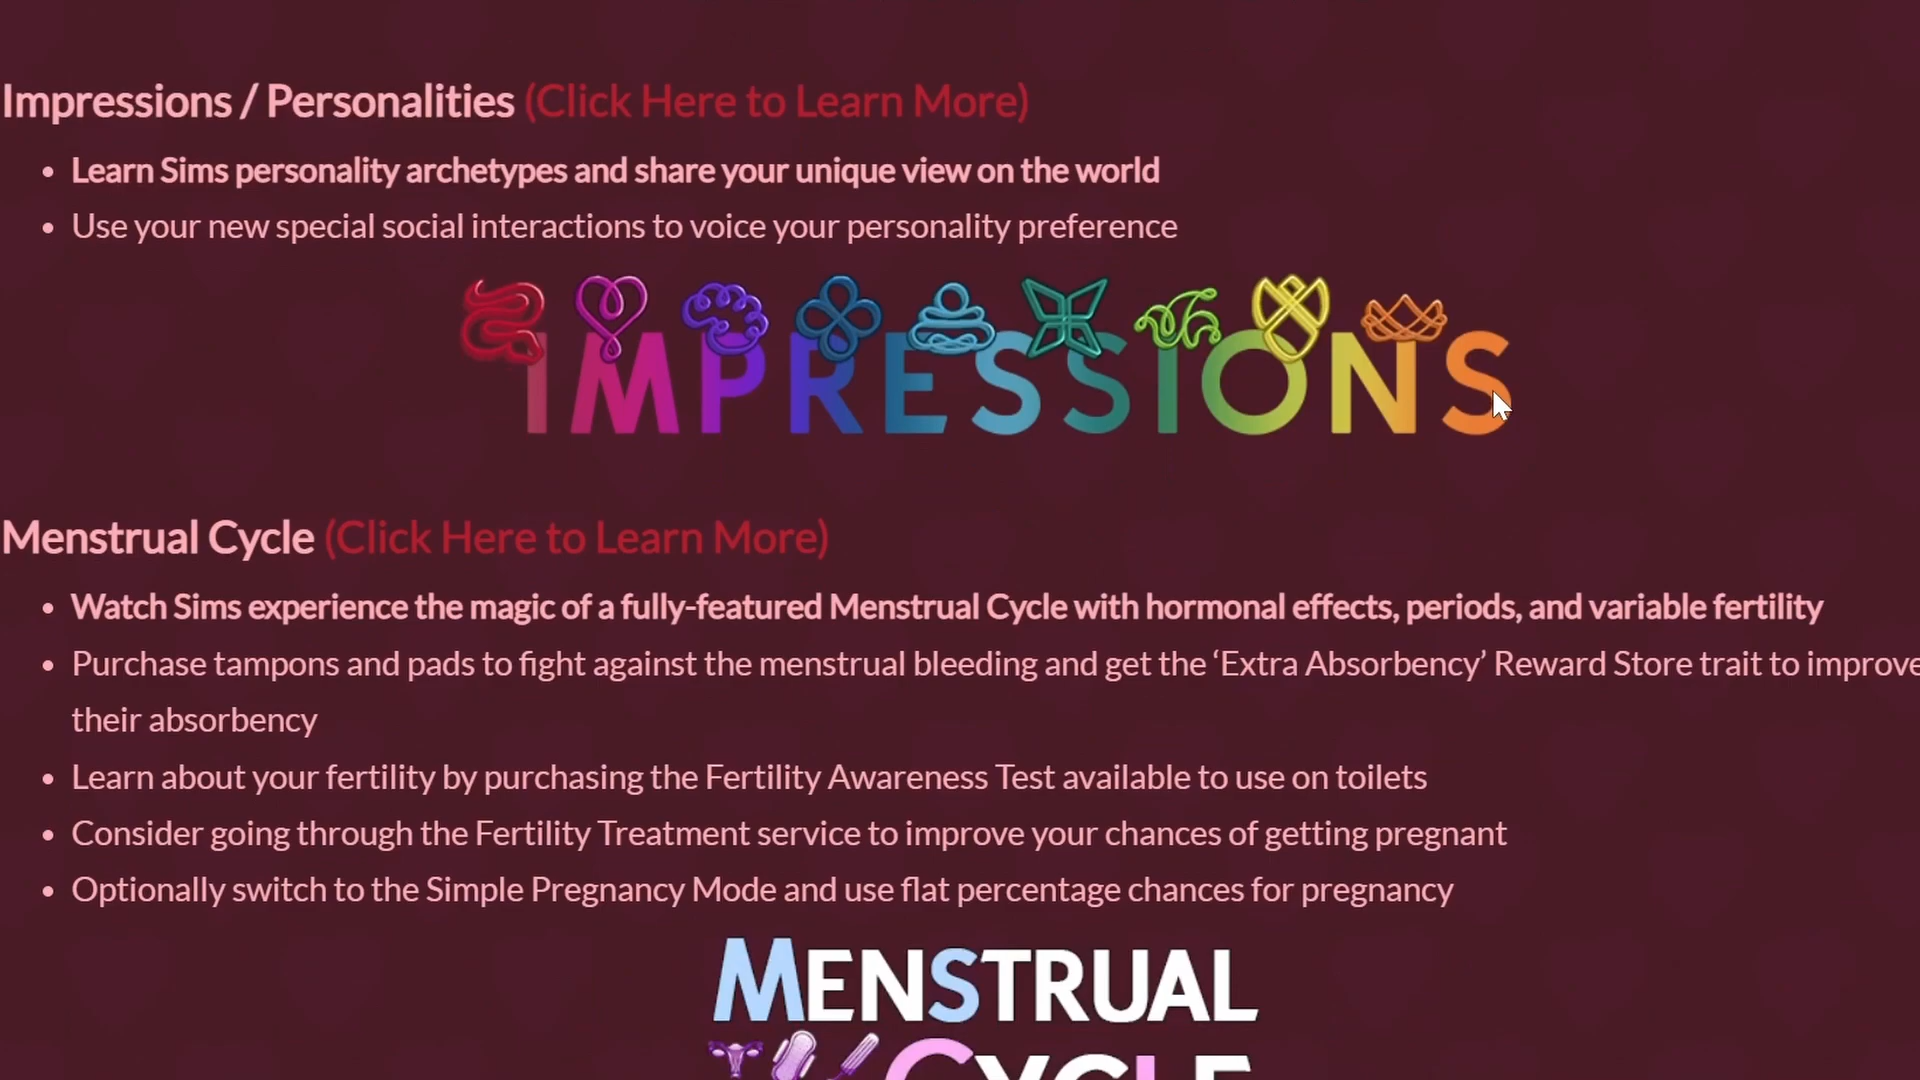 Impressions / Personalities (Click Here to Learn More)
• Learn Sims personality archetypes and share your unique view on the world
• Use your new special social interactions to voice your personality preference
IMPRESSIONS
Menstrual Cycle (Click Here to Learn More)
• Watch Sims experience the magic of a fully-featured Menstrual Cycle with hormonal effects, periods, and variable fertility
• Purchase tampons and pads to fight against the menstrual bleeding and get the ‘Extra Absorbency’ Reward Store trait to improve
their absorbency
• Learn about your fertility by purchasing the Fertility Awareness Test available to use on toilets
• Consider going through the Fertility Treatment service to improve your chances of getting pregnant
• Optionally switch to the Simple Pregnancy Mode and use flat percentage chances for pregnancy
MENSTRUAL
CYCLE